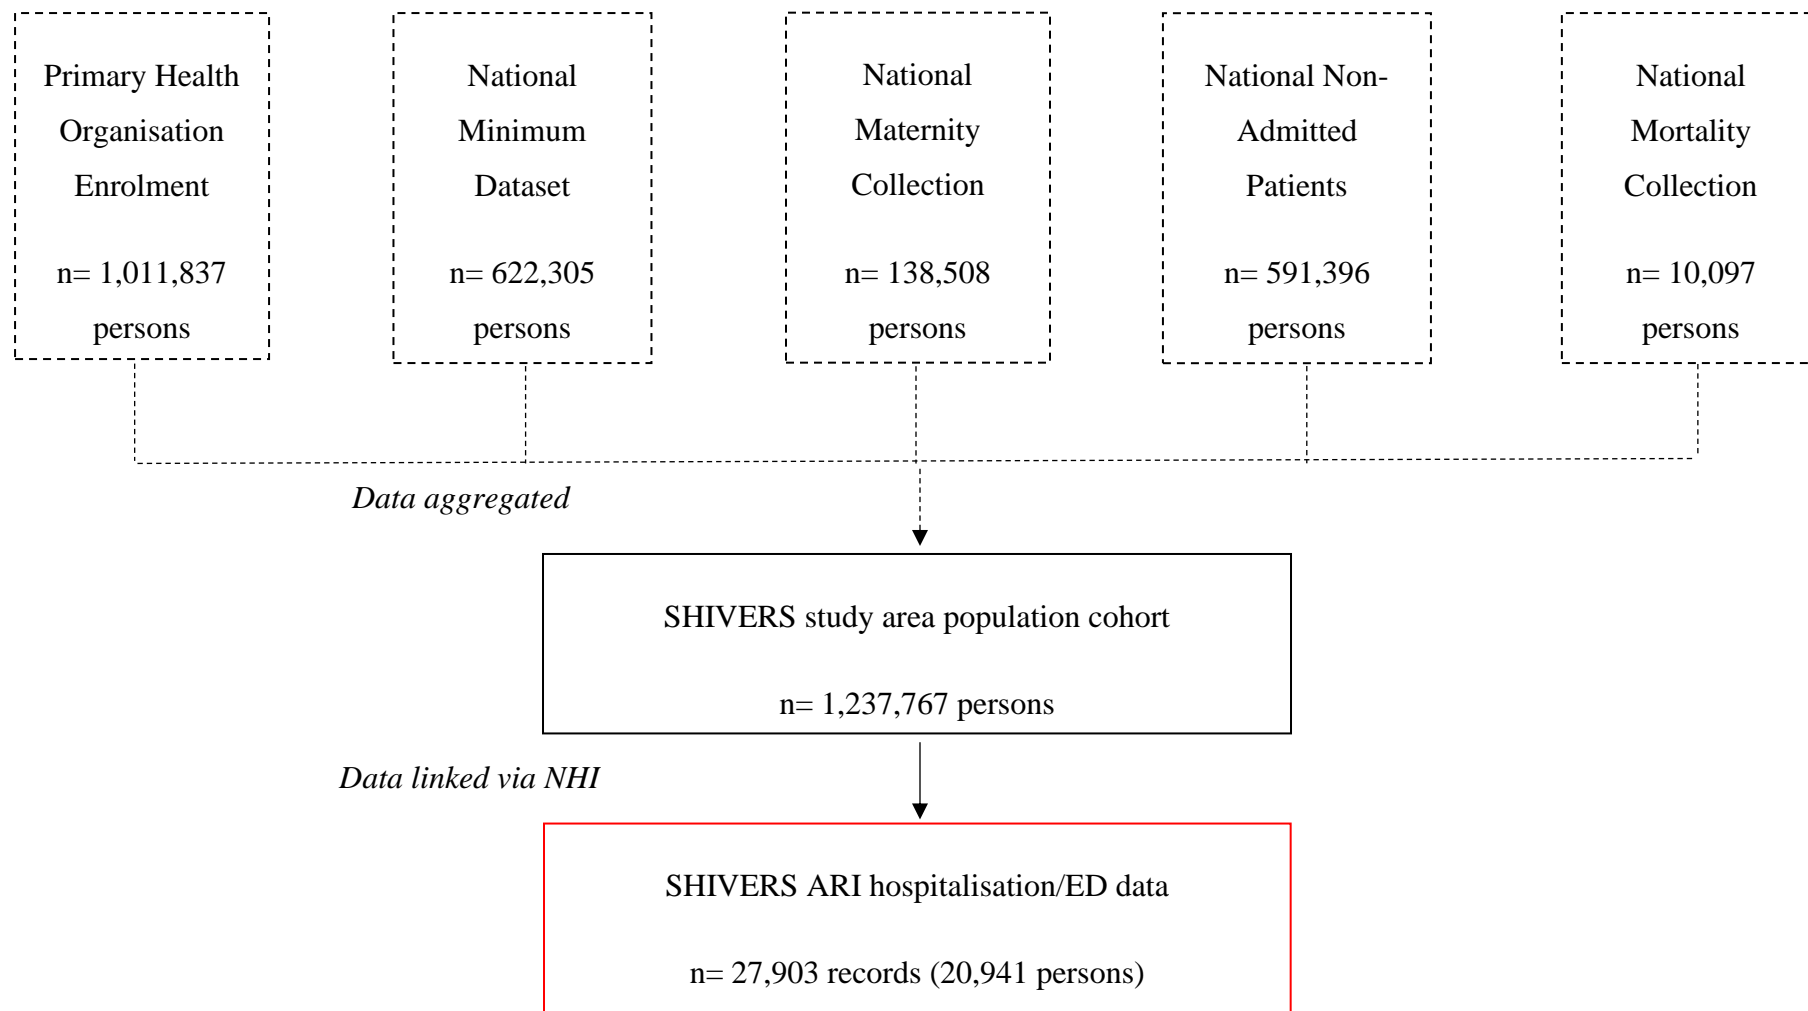 Primary Health
Organisation
Enrolment
n= 1,011,837
persons
National
Minimum
Dataset
n= 622,305
persons
National
Maternity
Collection
n= 138,508
persons
National Non-
Admitted
Patients
n= 591,396
persons
National
Mortality
Collection
n= 10,097
persons
Data aggregated
SHIVERS study area population cohort
n= 1,237,767 persons
Data linked via NHI
SHIVERS ARI hospitalisation/ED data
n= 27,903 records (20,941 persons)